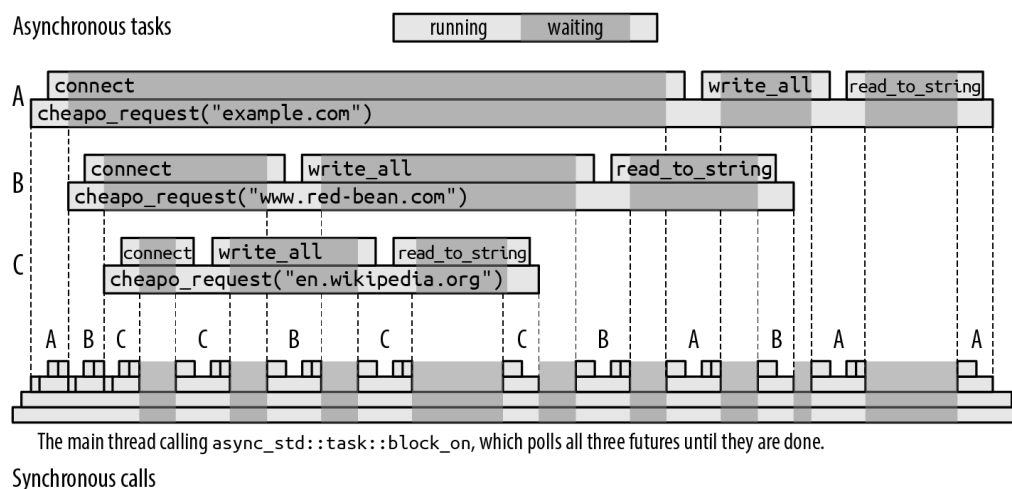 Asynchronous tasks
running waiting
A
connect write_all read_to_string
cheapo_request("example.com")
B
connect write_all read_to_string
cheapo_request("www.red-bean.com")
C
connect write_all read_to_string
cheapo_request("en.wikipedia.org")
A B C C B C C B A B A A
The main thread calling async_std::task::block_on, which polls all three futures until they are done.
Synchronous calls